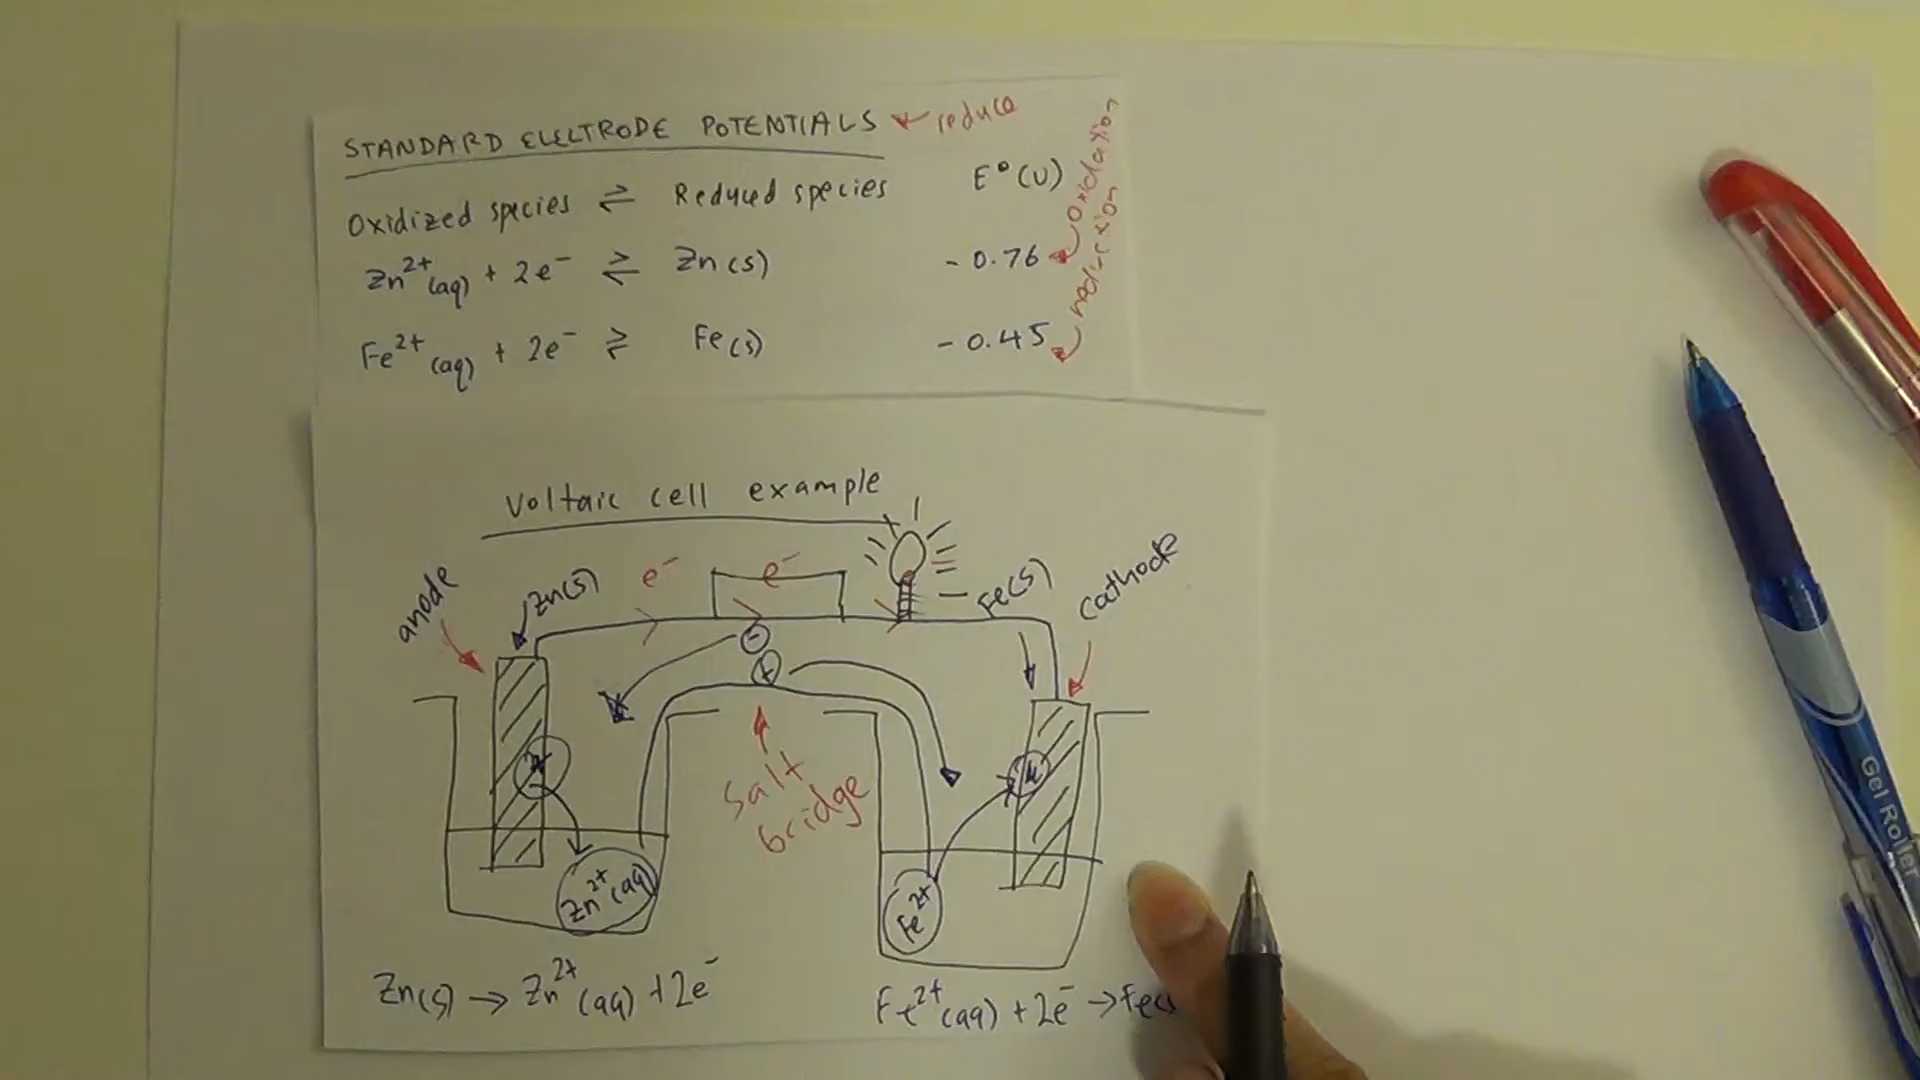 STANDARD ELECTRODE POTENTIALS reduce
Oxidized species ⇌ Reduced species E°(V)
Zn²⁺(aq) + 2e⁻ ⇌ Zn(s) -0.76 oxidation
Fe²⁺(aq) + 2e⁻ ⇌ Fe(s) -0.45
Voltaic cell example
anode
Zn(s)
e⁻
e⁻
Fe(s)
cathode
-
+
salt
bridge
Zn²⁺(aq)
Fe²⁺
Zn(s) → Zn²⁺(aq) + 2e⁻
Fe²⁺(aq) + 2e⁻ → Fe(s
Gel Roller